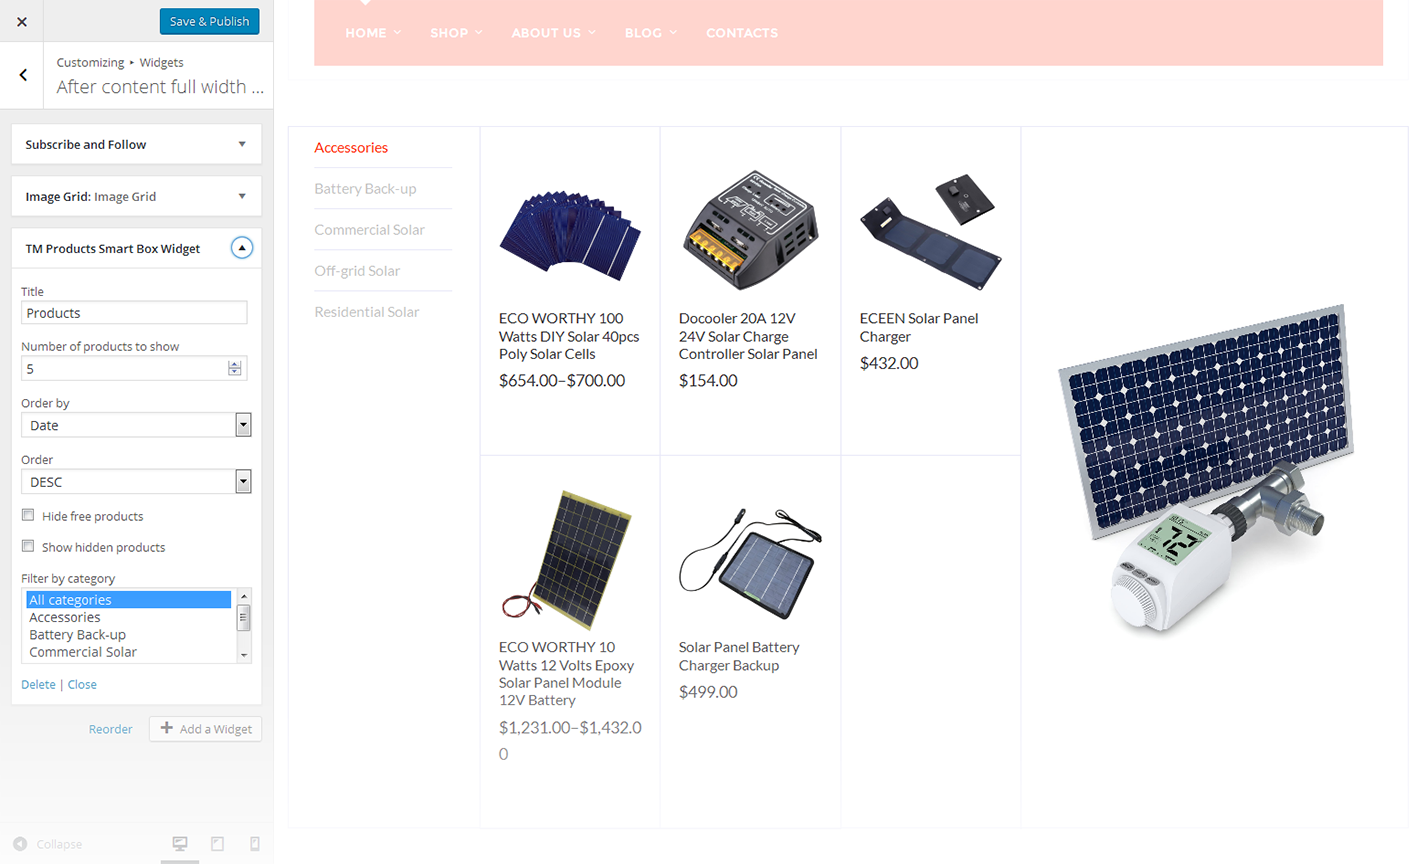 Save & Publish
Customizing ▸ Widgets
After content full width ...
Subscribe and Follow
Image Grid: Image Grid
TM Products Smart Box Widget
Title
Products
Number of products to show
5
Order by
Date
Order
DESC
Hide free products
Show hidden products
Filter by category
All categories
Accessories
Battery Back-up
Commercial Solar
Delete | Close
Reorder
Add a Widget
Collapse
HOME
SHOP
ABOUT US
BLOG
CONTACTS
Accessories
Battery Back-up
Commercial Solar
Off-grid Solar
Residential Solar
ECO WORTHY 100
Watts DIY Solar 40pcs
Poly Solar Cells
$654.00–$700.00
Docooler 20A 12V
24V Solar Charge
Controller Solar Panel
$154.00
ECEEN Solar Panel
Charger
$432.00
ECO WORTHY 10
Watts 12 Volts Epoxy
Solar Panel Module
12V Battery
$1,231.00–$1,432.0
0
Solar Panel Battery
Charger Backup
$499.00
72